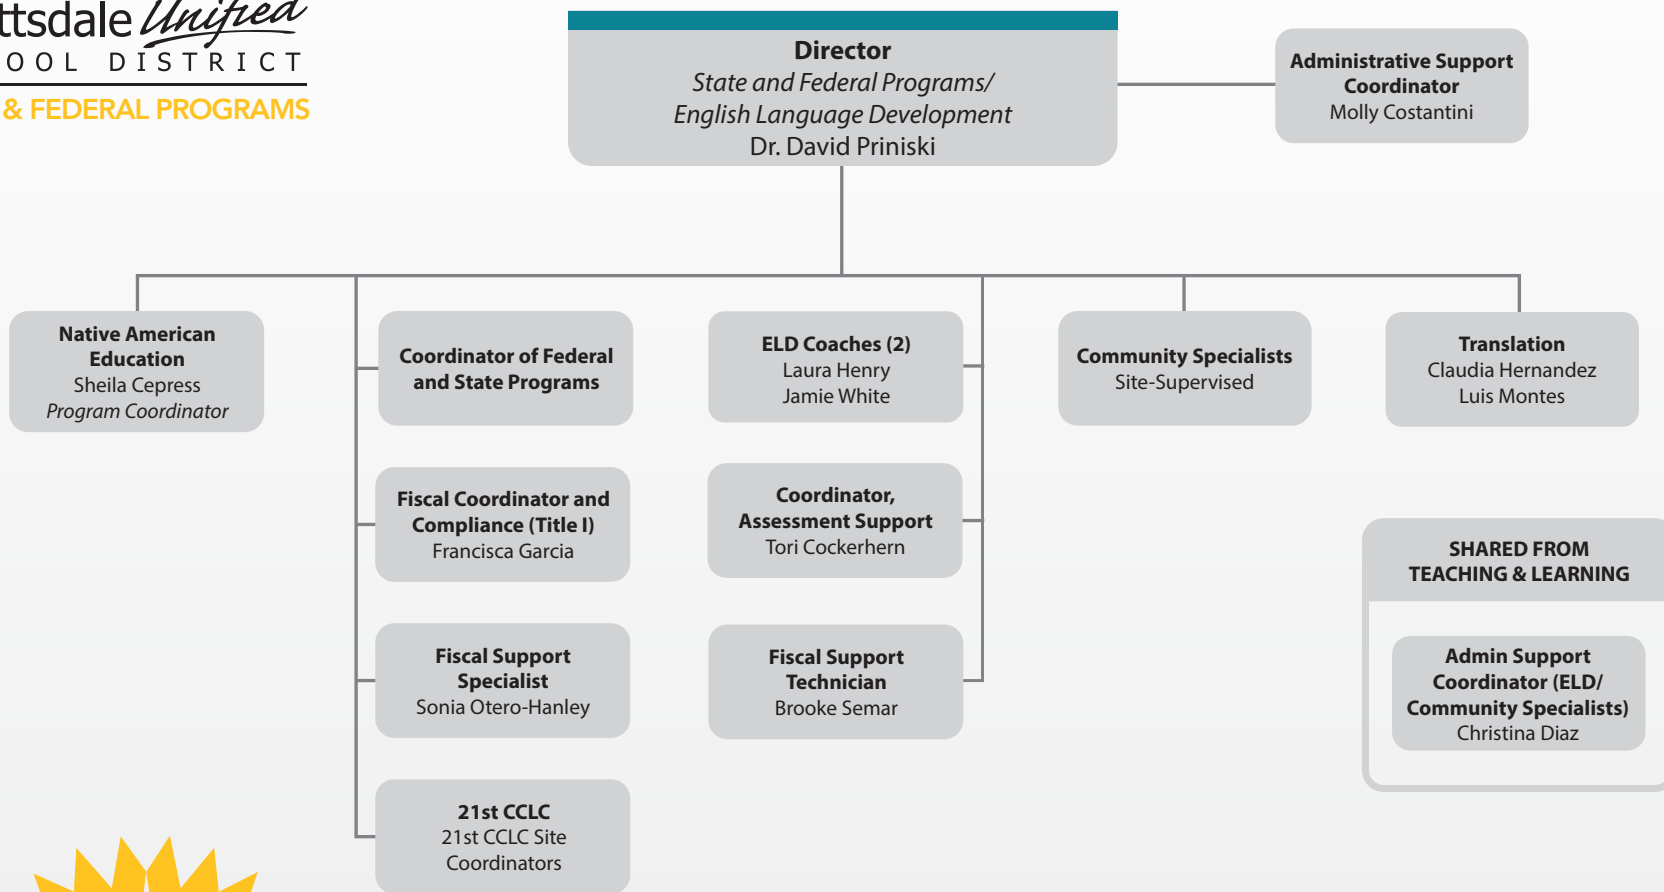 ttsdale Unified
OOL DISTRICT
& FEDERAL PROGRAMS
Director
State and Federal Programs/
English Language Development
Dr. David Priniski
Administrative Support
Coordinator
Molly Costantini
Native American
Education
Sheila Cepress
Program Coordinator
Coordinator of Federal
and State Programs
ELD Coaches (2)
Laura Henry
Jamie White
Community Specialists
Site-Supervised
Translation
Claudia Hernandez
Luis Montes
Fiscal Coordinator and
Compliance (Title I)
Francisca Garcia
Coordinator,
Assessment Support
Tori Cockerhern
SHARED FROM
TEACHING & LEARNING
Admin Support
Coordinator (ELD/
Community Specialists)
Christina Diaz
Fiscal Support
Specialist
Sonia Otero-Hanley
Fiscal Support
Technician
Brooke Semar
21st CCLC
21st CCLC Site
Coordinators